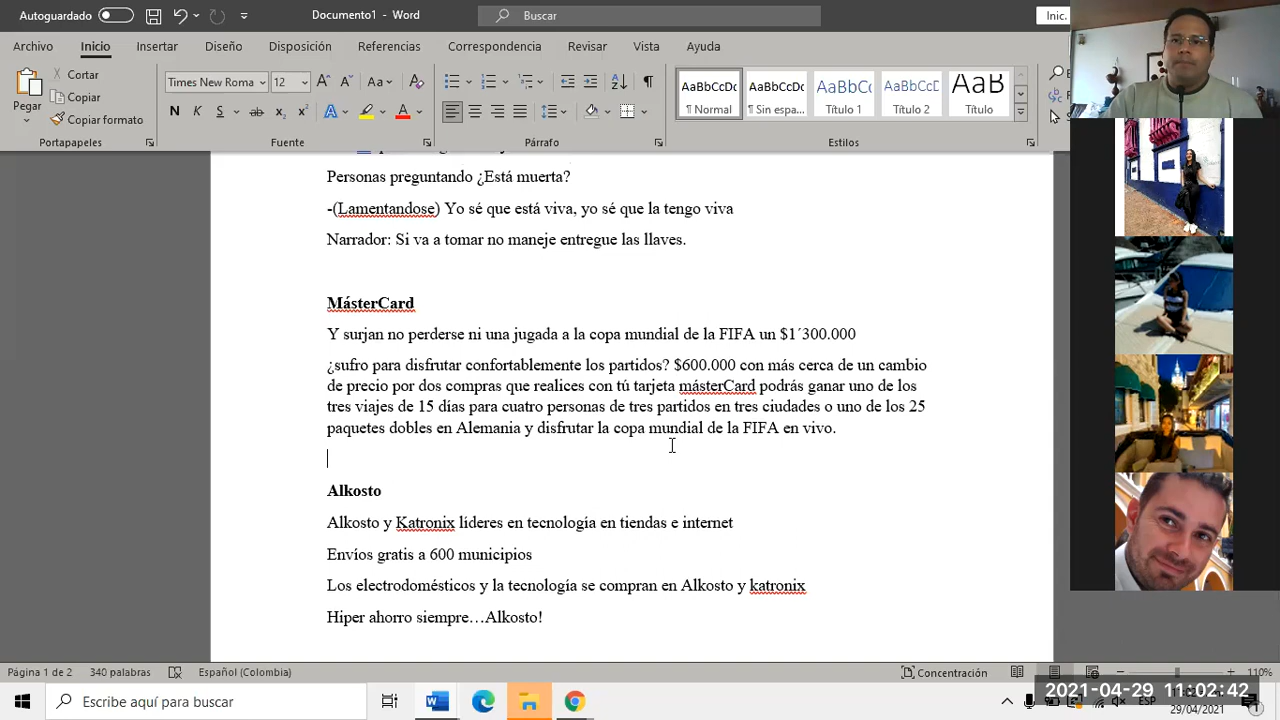 Autoguardado
Documento1 - Word
Buscar
Inic.
Archivo Inicio Insertar Diseño Disposición Referencias Correspondencia Revisar Vista Ayuda
Pegar
Cortar
Copiar
Copiar formato
Portapapeles
Times New Roma 12
Aa
N K S ab
Fuente
Párrafo
AaBbCcDc AaBbCcDc AaBbCc AaBbCcD AaB
¶ Normal ¶ Sin espa... Título 1 Título 2 Título
Estilos
Personas preguntando ¿Está muerta?
-(Lamentandose) Yo sé que está viva, yo sé que la tengo viva
Narrador: Si va a tomar no maneje entregue las llaves.
MásterCard
Y surjan no perderse ni una jugada a la copa mundial de la FIFA un $1´300.000
¿sufro para disfrutar confortablemente los partidos? $600.000 con más cerca de un cambio
de precio por dos compras que realices con tú tarjeta másterCard podrás ganar uno de los
tres viajes de 15 días para cuatro personas de tres partidos en tres ciudades o uno de los 25
paquetes dobles en Alemania y disfrutar la copa mundial de la FIFA en vivo.
Alkosto
Alkosto y Katronix líderes en tecnología en tiendas e internet
Envíos gratis a 600 municipios
Los electrodomésticos y la tecnología se compran en Alkosto y katronix
Hiper ahorro siempre…Alkosto!
Página 1 de 2 340 palabras Español (Colombia) Concentración 110%
Escribe aquí para buscar
ESP
2021-04-29 11:02:42
29/04/2021